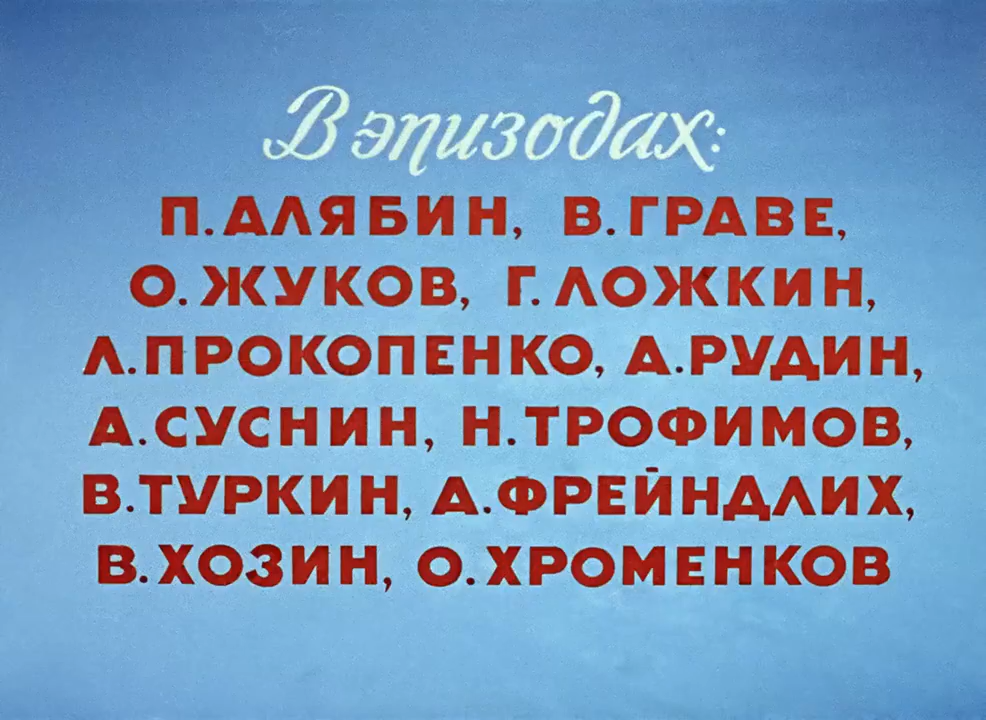 В эпизодах:
П. АЛЯБИН, В. ГРАВЕ,
О. ЖУКОВ, Г. ЛОЖКИН,
Л. ПРОКОПЕНКО, А. РУДИН,
А. СУСНИН, Н. ТРОФИМОВ,
В. ТУРКИН, А. ФРЕЙНДЛИХ,
В. ХОЗИН, О. ХРОМЕНКОВ